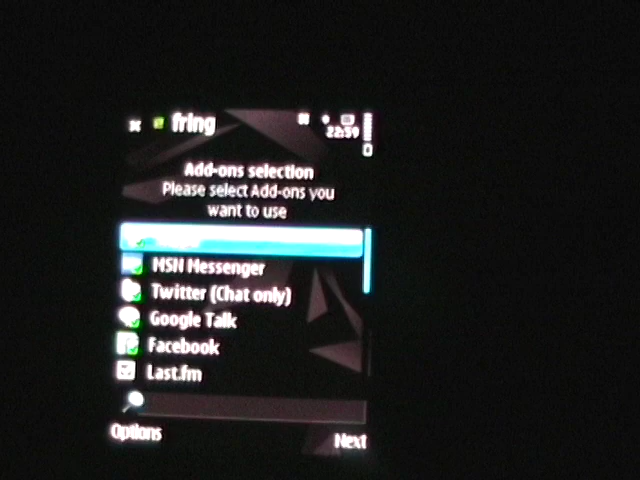 fring
22:59
Add-ons selection
Please select Add-ons you
want to use
MSN Messenger
Twitter (Chat only)
Google Talk
Facebook
Last.fm
Options
Next